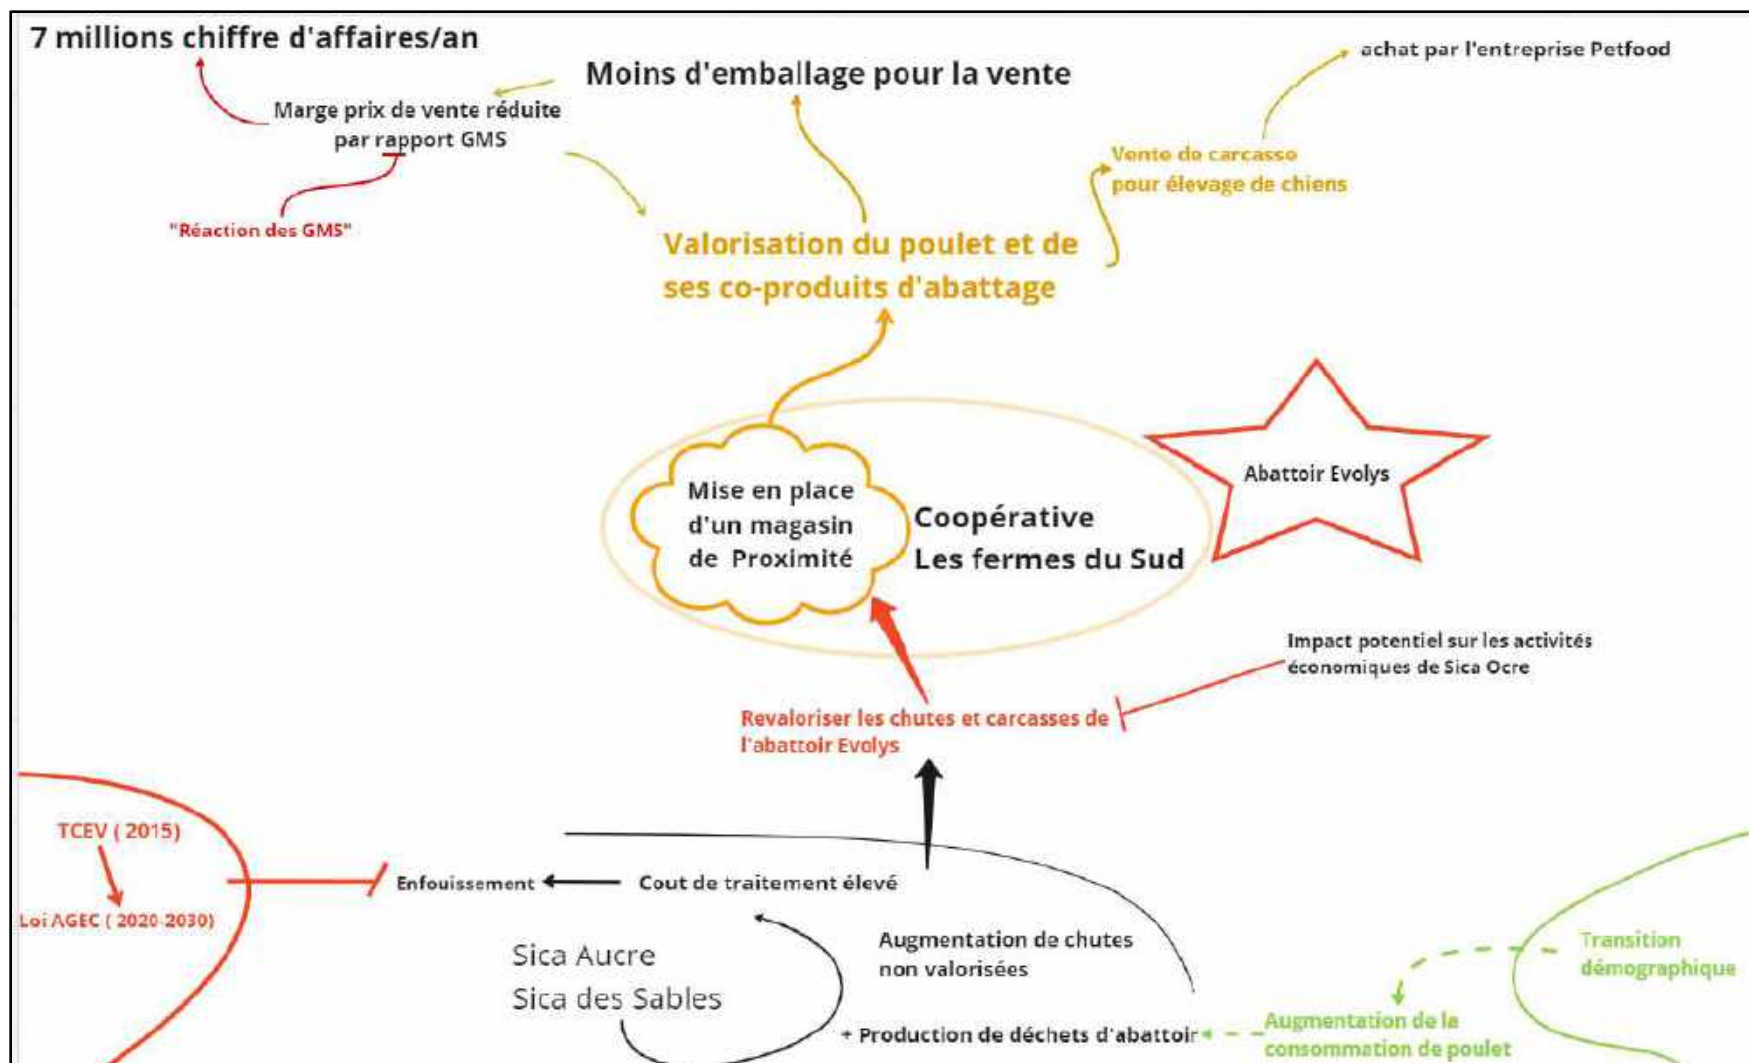 7 millions chiffre d'affaires/an
Moins d'emballage pour la vente
achat par l'entreprise Petfood
Marge prix de vente réduite
par rapport GMS
Vente de carcasse
pour élevage de chiens
"Réaction des GMS"
Valorisation du poulet et de
ses co-produits d'abattage
Abattoir Evolys
Mise en place
d'un magasin
de Proximité
Coopérative
Les fermes du Sud
Impact potentiel sur les activités
économiques de Sica Ocre
Revaloriser les chutes et carcasses de
l'abattoir Evolys
TCEV ( 2015)
Loi AGEC ( 2020-2030)
Enfouissement
Cout de traitement élevé
Sica Aucre
Sica des Sables
Augmentation de chutes
non valorisées
+ Production de déchets d'abattoir
Transition
démographique
Augmentation de la
consommation de poulet